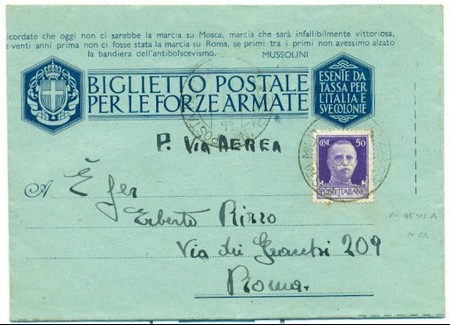 icordate che oggi non ci sarebbe la marcia su Mosca, marcia che sarà infallibilmente vittoriosa,
e venti anni prima non ci fosse stata la marcia su Roma, se primi tra i primi non avessimo alzato
la bandiera dell'antibolscevismo. MUSSOLINI
BIGLIETTO POSTALE
PER LE FORZE ARMATE
ESENTE DA
TASSA PER
L'ITALIA E
SVE COLONIE
P. VIA AEREA
CENT. 50
POSTE ITALIANE
A
Erberto Rizzo
Via dei Gracchi 209
Roma.